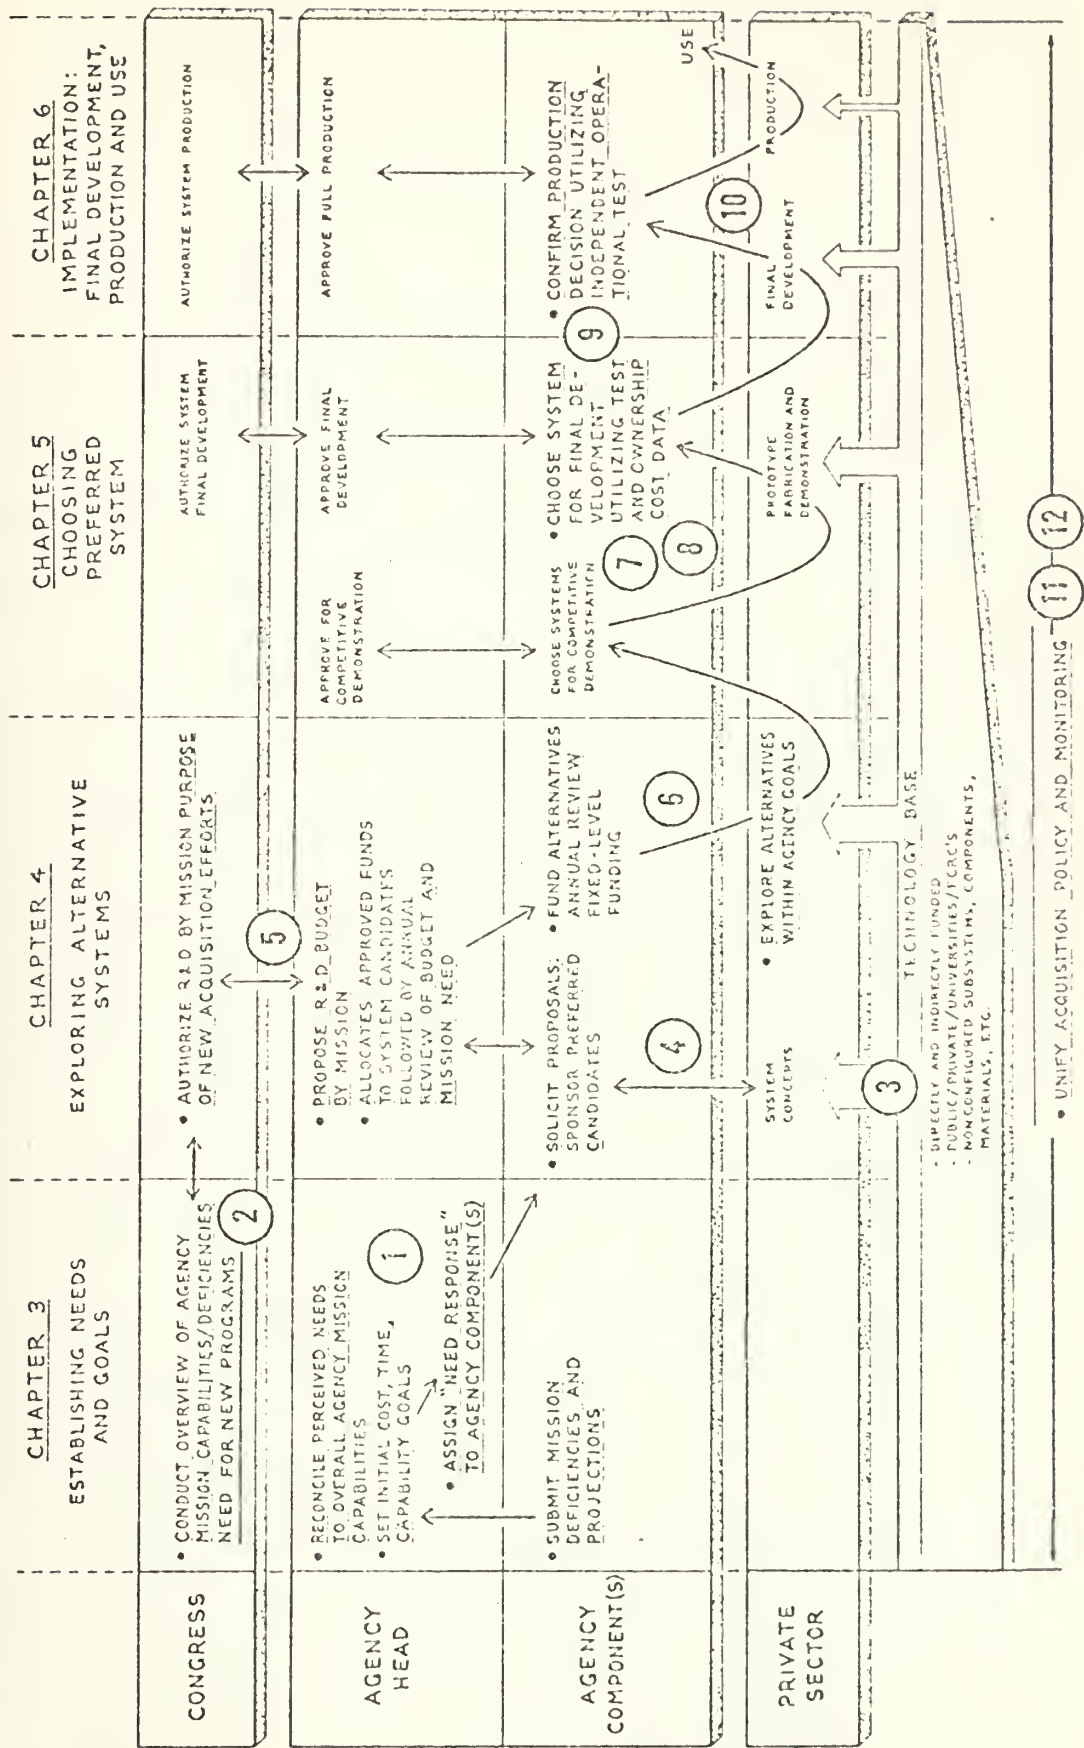 CHAPTER 3
ESTABLISHING NEEDS
AND GOALS
CHAPTER 4
EXPLORING ALTERNATIVE
SYSTEMS
CHAPTER 5
CHOOSING
PREFERRED
SYSTEM
CHAPTER 6
IMPLEMENTATION:
FINAL DEVELOPMENT,
PRODUCTION AND USE
CONGRESS
• CONDUCT OVERVIEW OF AGENCY
MISSION CAPABILITIES/DEFICIENCIES
NEED FOR NEW PROGRAMS
2
• AUTHORIZE R&D BY MISSION PURPOSE
OF NEW ACQUISITION EFFORTS
5
AUTHORIZE SYSTEM
FINAL DEVELOPMENT
AUTHORIZE SYSTEM PRODUCTION
AGENCY
HEAD
• RECONCILE PERCEIVED NEEDS
TO OVERALL AGENCY MISSION
CAPABILITIES
• SET INITIAL COST, TIME,
CAPABILITY GOALS
1
• ASSIGN "NEED RESPONSE"
TO AGENCY COMPONENT(S)
• PROPOSE R&D BUDGET
BY MISSION
• ALLOCATES APPROVED FUNDS
TO SYSTEM CANDIDATES
FOLLOWED BY ANNUAL
REVIEW OF BUDGET AND
MISSION NEED
APPROVE FOR
COMPETITIVE
DEMONSTRATION
APPROVE FINAL
DEVELOPMENT
APPROVE FULL PRODUCTION
AGENCY
COMPONENT(S)
• SUBMIT MISSION
DEFICIENCIES AND
PROJECTIONS
• SOLICIT PROPOSALS:
SPONSOR PREFERRED
CANDIDATES
4
• FUND ALTERNATIVES
ANNUAL REVIEW
FIXED-LEVEL
FUNDING
6
CHOOSE SYSTEMS
FOR COMPETITIVE
DEMONSTRATION
7
8
• CHOOSE SYSTEM
FOR FINAL DE-
VELOPMENT
UTILIZING TEST
AND OWNERSHIP
COST DATA
9
• CONFIRM PRODUCTION
DECISION UTILIZING
INDEPENDENT OPERA-
TIONAL TEST
10
USE
PRIVATE
SECTOR
SYSTEM
CONCEPTS
3
• EXPLORE ALTERNATIVES
WITHIN AGENCY GOALS
PROTOTYPE
FABRICATION AND
DEMONSTRATION
FINAL
DEVELOPMENT
PRODUCTION
TECHNOLOGY BASE
- DIRECTLY AND INDIRECTLY FUNDED
- PUBLIC/PRIVATE/UNIVERSITIES/FCRC'S
- NONCONFIGURED SUBSYSTEMS, COMPONENTS,
MATERIALS, ETC.
• UNIFY ACQUISITION POLICY AND MONITORING
11
12